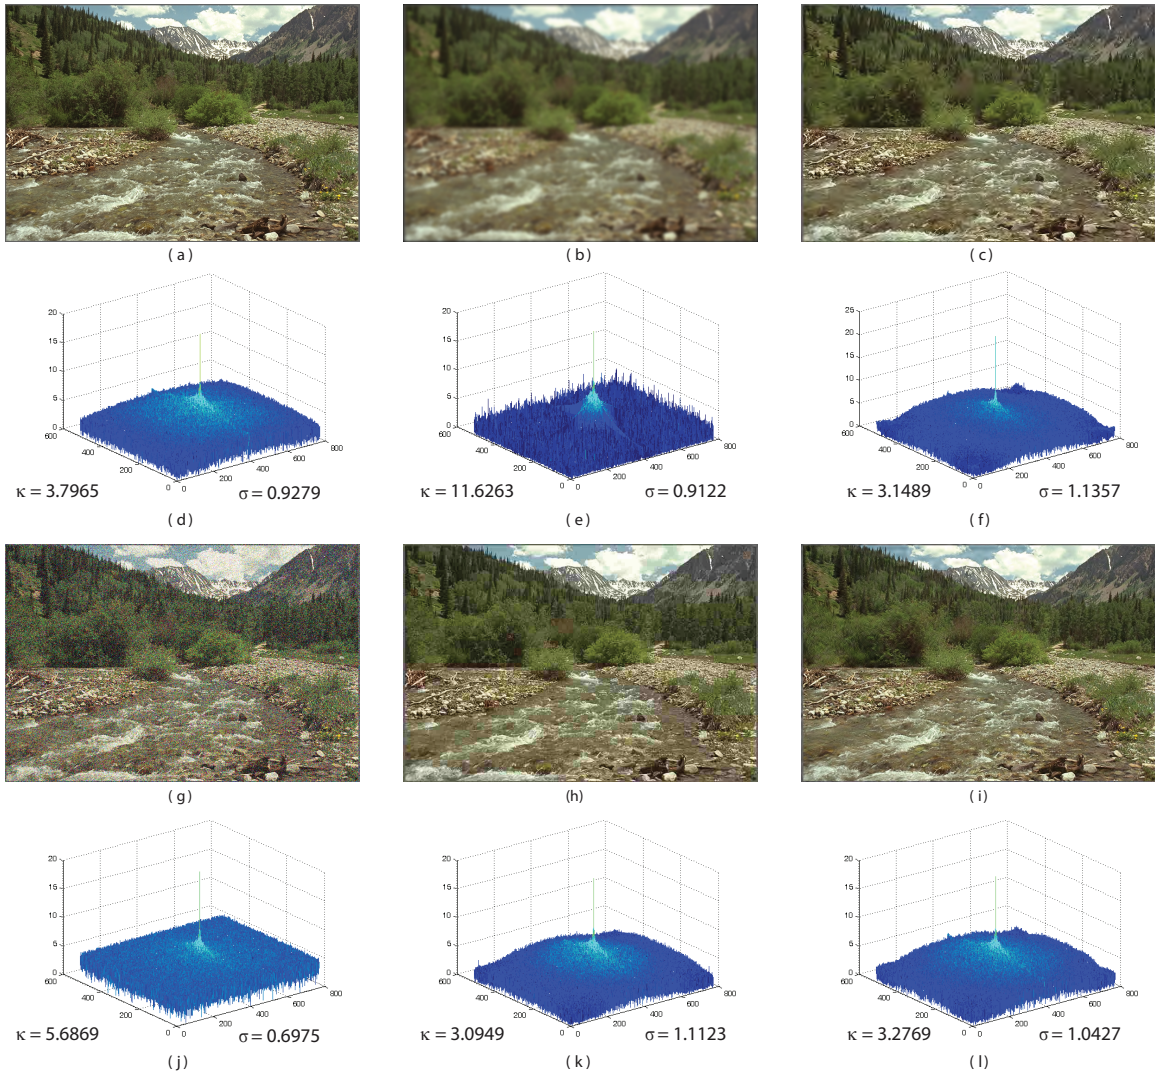 ( a ) ( b ) ( c )
20 15 10 5 0 600 400 200 0 0 200 400 600 800
20 15 10 5 0 600 400 200 0 0 200 400 600 800
25 20 15 10 5 0 600 400 200 0 0 200 400 600 800
κ = 3.7965 σ = 0.9279 κ = 11.6263 σ = 0.9122 κ = 3.1489 σ = 1.1357
( d ) ( e ) ( f )
( g ) (h) ( i )
20 15 10 5 0 600 400 200 0 0 200 400 600 800
20 15 10 5 0 600 400 200 0 0 200 400 600 800
20 15 10 5 0 600 400 200 0 0 200 400 600 800
κ = 5.6869 σ = 0.6975 κ = 3.0949 σ = 1.1123 κ = 3.2769 σ = 1.0427
( j ) ( k ) ( l )